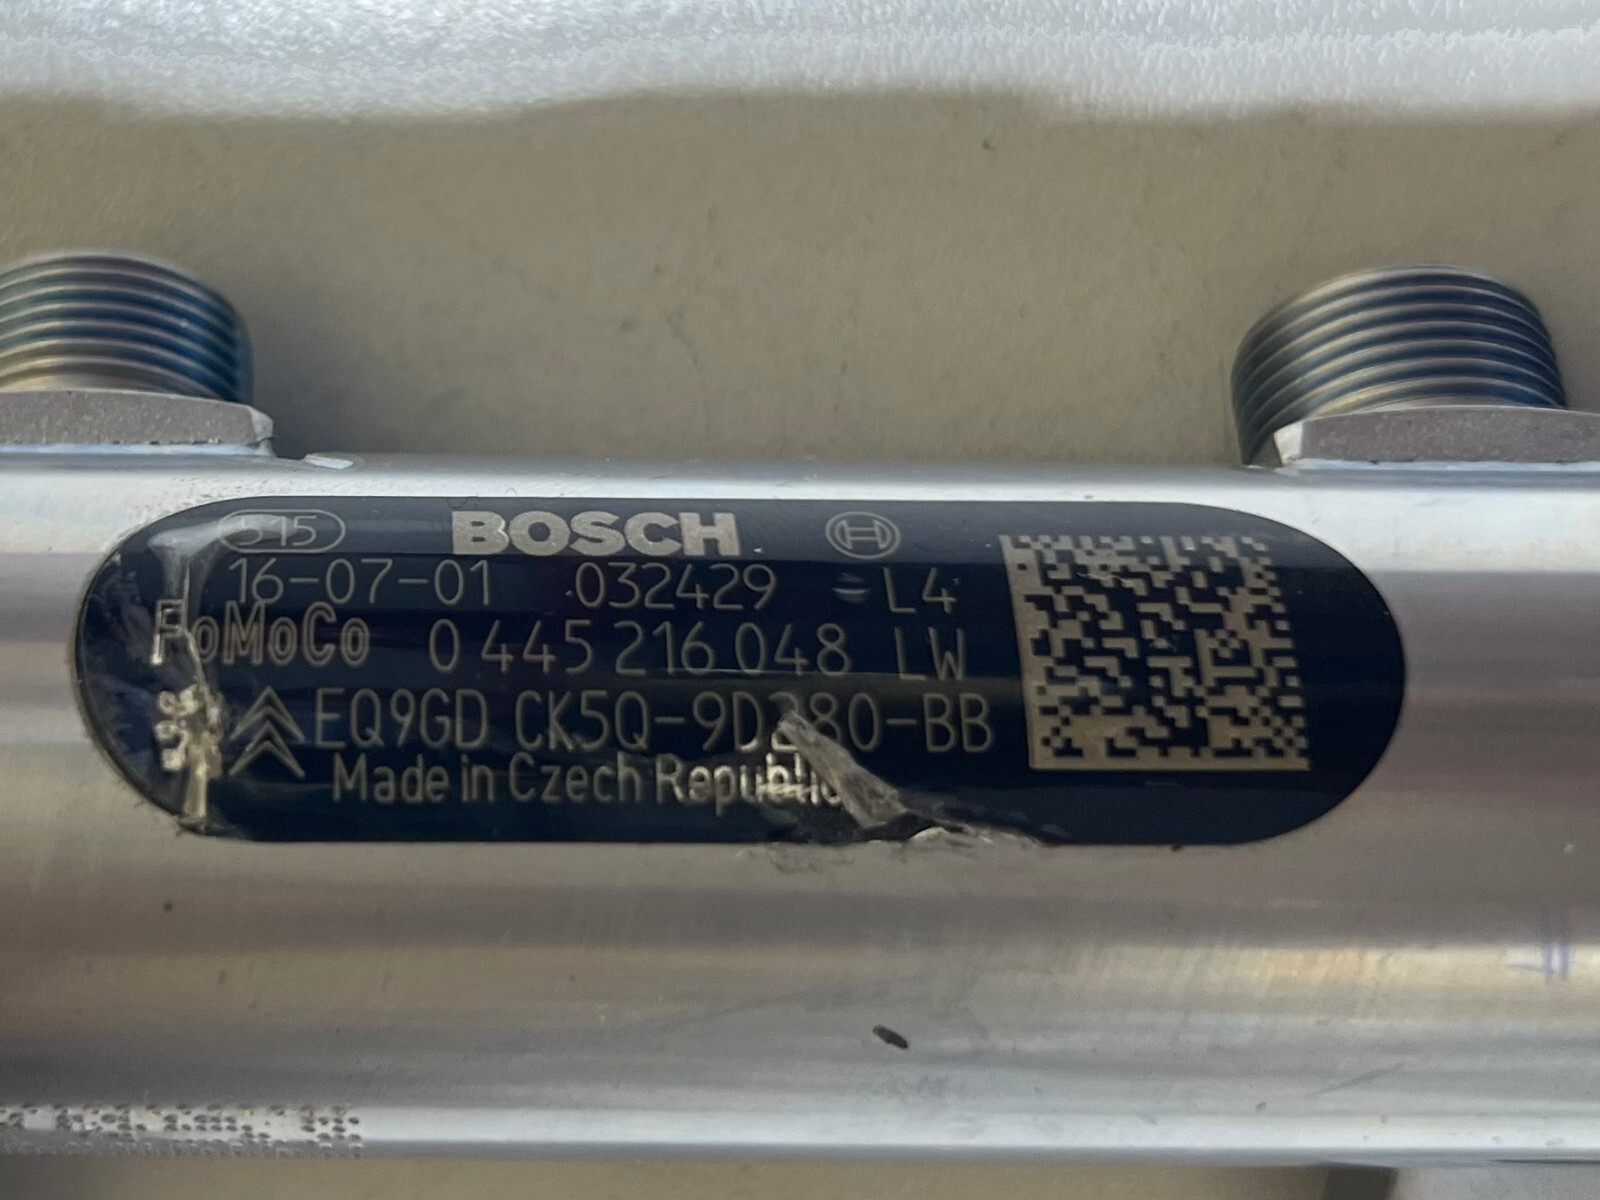 515 BOSCH
16-07-01 032429 L4
FoMoCo 0 445 216 048 LW
EQ9GD CK5Q-9D280-BB
Made in Czech Republic